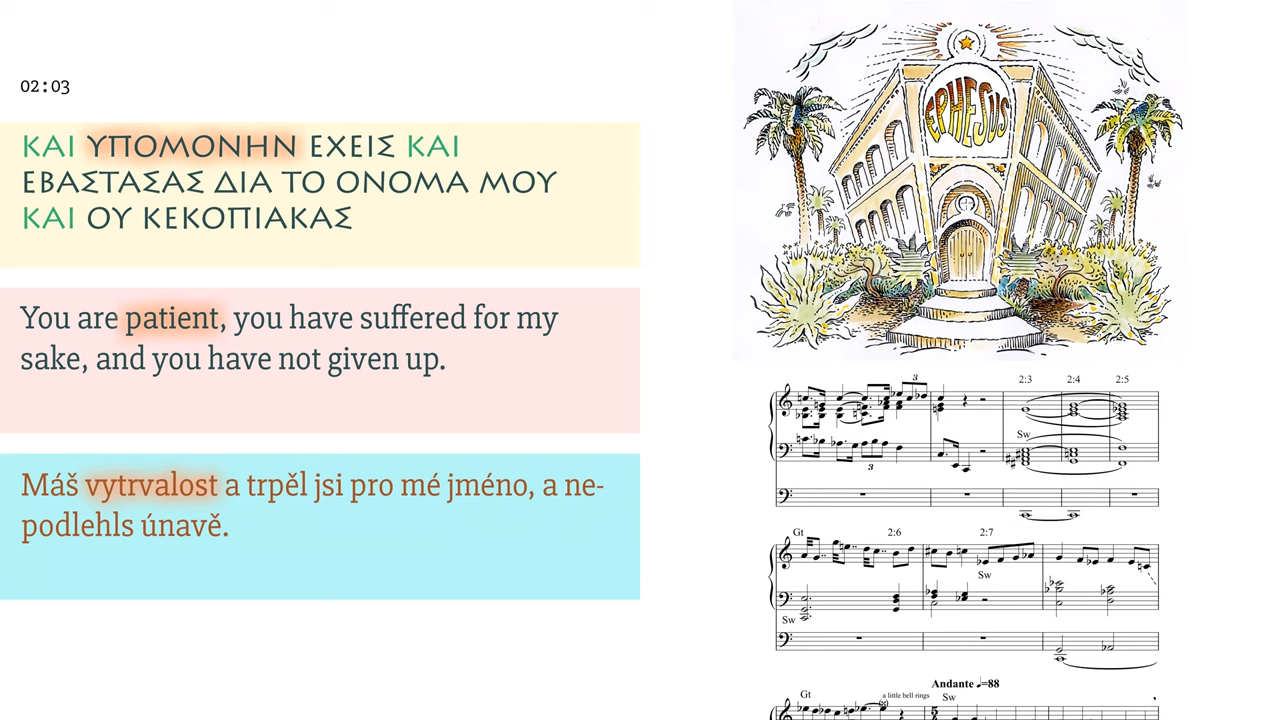 02:03
ΚΑΙ ΥΠΟΜΟΝΗΝ ΕΧΕΙΣ ΚΑΙ
ΕΒΑΣΤΑΣΑΣ ΔΙΑ ΤΟ ΟΝΟΜΑ ΜΟΥ
ΚΑΙ ΟΥ ΚΕΚΟΠΙΑΚΑΣ
You are patient, you have suffered for my
sake, and you have not given up.
Máš vytrvalost a trpěl jsi pro mé jméno, a ne-
podlehls únavě.
EPHESUS
3
2:3 2:4 2:5
Sw
3
Gt 2:6 2:7
Sw
Sw
Andante ♩=88
Gt a little bell rings Sw
5